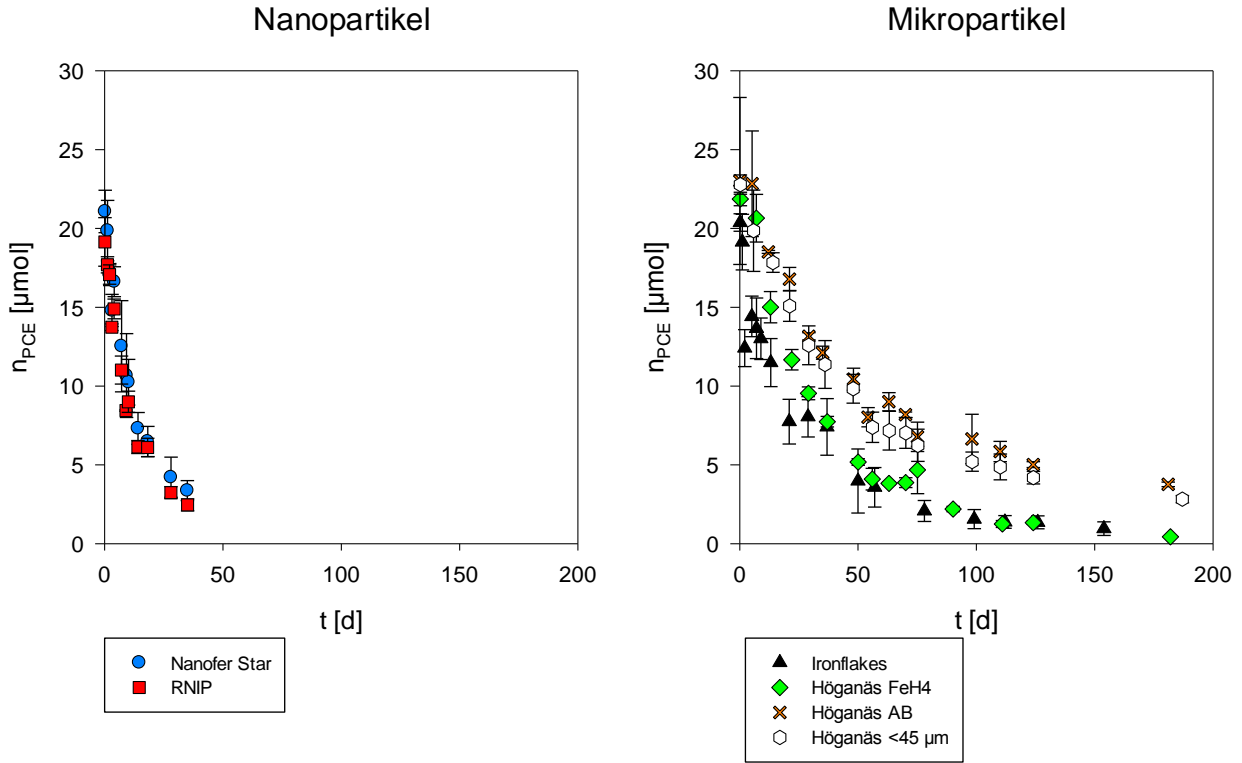 Nanopartikel
30
25
20
15
10
5
0
n_PCE [µmol]
0 50 100 150 200
t [d]
Nanofer Star
RNIP
Mikropartikel
30
25
20
15
10
5
0
n_PCE [µmol]
0 50 100 150 200
t [d]
Ironflakes
Höganäs FeH4
Höganäs AB
Höganäs <45 µm